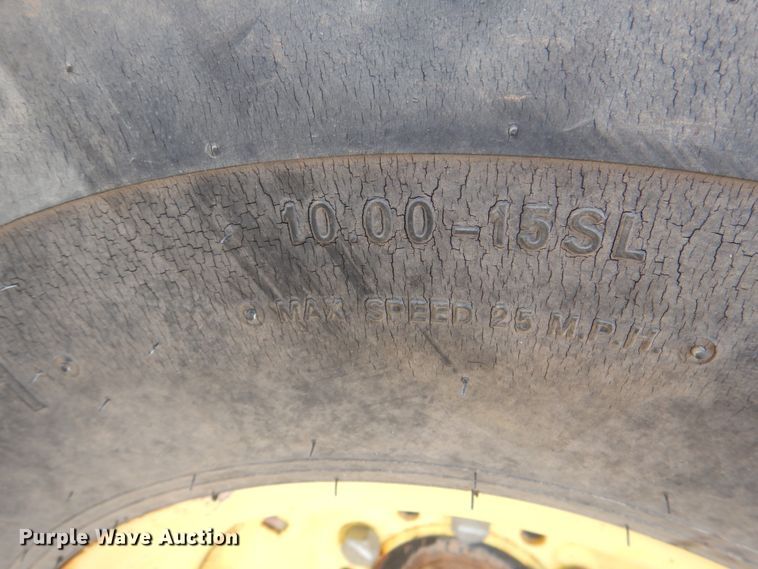 10.00-15SL
MAX SPEED 25 M.P.H.
Purple Wave Auction